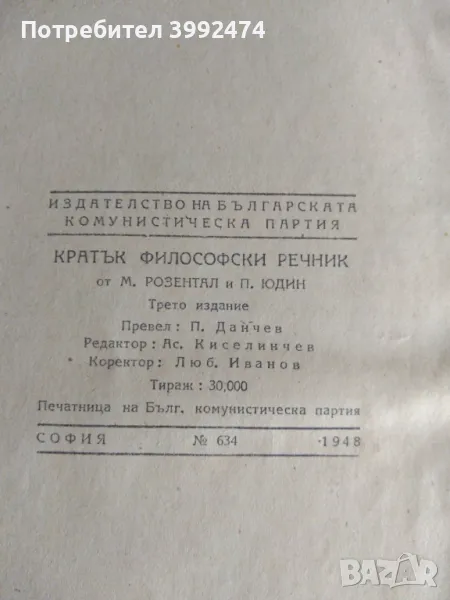 Потребител 3992474
ИЗДАТЕЛСТВО НА БЪЛГАРСКАТА
КОМУНИСТИЧЕСКА ПАРТИЯ
КРАТЪК ФИЛОСОФСКИ РЕЧНИК
от М. РОЗЕНТАЛ и П. ЮДИН
Трето издание
Превел: П. Данчев
Редактор: Ас. Киселинчев
Коректор: Люб. Иванов
Тираж: 30,000
Печатница на Бълг. комунистическа партия
СОФИЯ № 634 1948
BAZAR